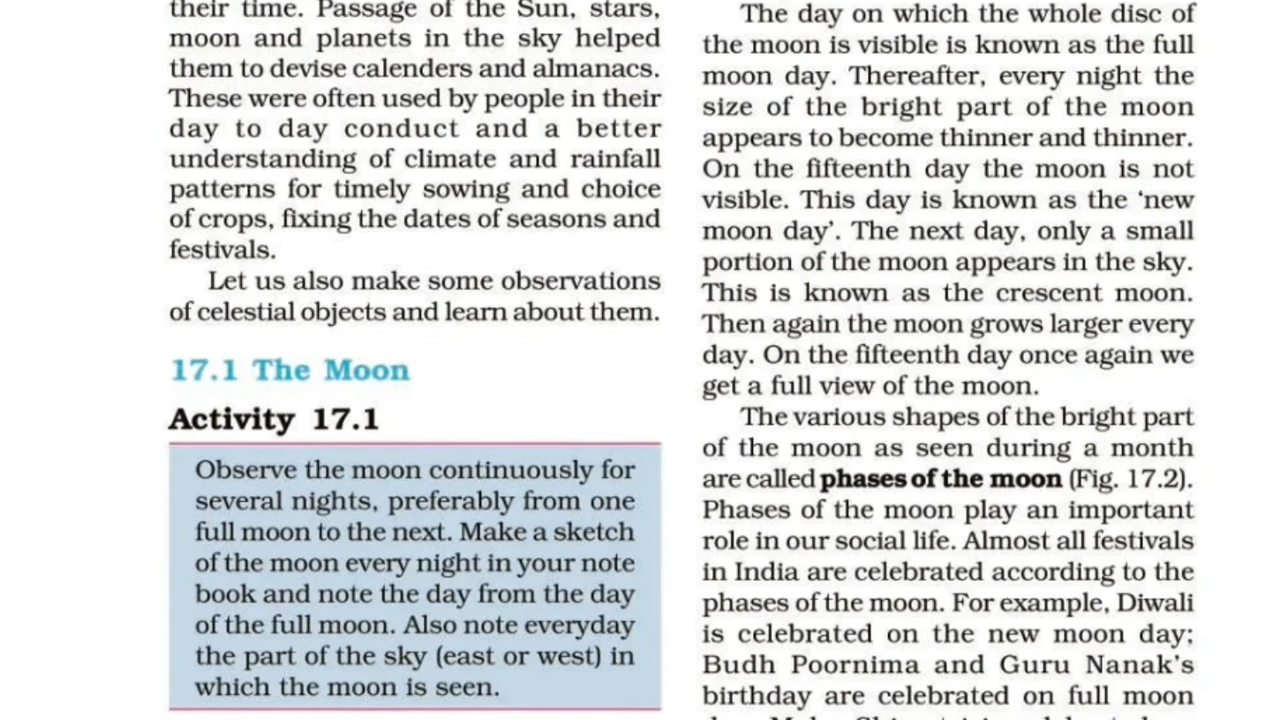 their time. Passage of the Sun, stars,
moon and planets in the sky helped
them to devise calenders and almanacs.
These were often used by people in their
day to day conduct and a better
understanding of climate and rainfall
patterns for timely sowing and choice
of crops, fixing the dates of seasons and
festivals.
Let us also make some observations
of celestial objects and learn about them.
17.1 The Moon
Activity 17.1
Observe the moon continuously for
several nights, preferably from one
full moon to the next. Make a sketch
of the moon every night in your note
book and note the day from the day
of the full moon. Also note everyday
the part of the sky (east or west) in
which the moon is seen.
The day on which the whole disc of
the moon is visible is known as the full
moon day. Thereafter, every night the
size of the bright part of the moon
appears to become thinner and thinner.
On the fifteenth day the moon is not
visible. This day is known as the ‘new
moon day’. The next day, only a small
portion of the moon appears in the sky.
This is known as the crescent moon.
Then again the moon grows larger every
day. On the fifteenth day once again we
get a full view of the moon.
The various shapes of the bright part
of the moon as seen during a month
are called phases of the moon (Fig. 17.2).
Phases of the moon play an important
role in our social life. Almost all festivals
in India are celebrated according to the
phases of the moon. For example, Diwali
is celebrated on the new moon day;
Budh Poornima and Guru Nanak’s
birthday are celebrated on full moon